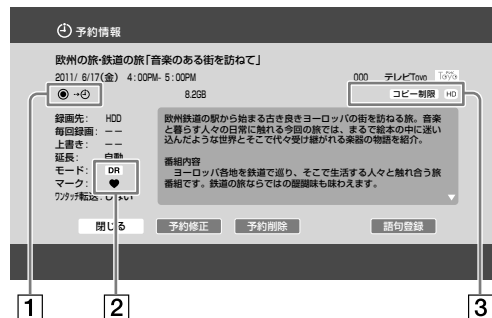 予約情報
欧州の旅・鉄道の旅「音楽のある街を訪ねて」
2011/ 6/17(金) 4:00PM- 5:00PM 000 テレビToyo
8.2GB コピー制限 HD
録画先: HDD
毎回録画: ーー
上書き: ーー
延長: 自動
モード: DR
マーク: ♥
ワンタッチ転送: しない
欧州鉄道の駅から始まる古き良きヨーロッパの街を訪ねる旅。音楽
と暮らす人々の日常に触れる今回の旅では、まるで絵本の中に迷い
込んだような世界とそこで代々受け継がれる楽器の物語を紹介。
番組内容
ヨーロッパ各地を鉄道で巡り、そこで生活する人々と触れ合う旅
番組です。鉄道の旅ならではの醍醐味も味わえます。
閉じる 予約修正 予約削除 語句登録
1 2 3